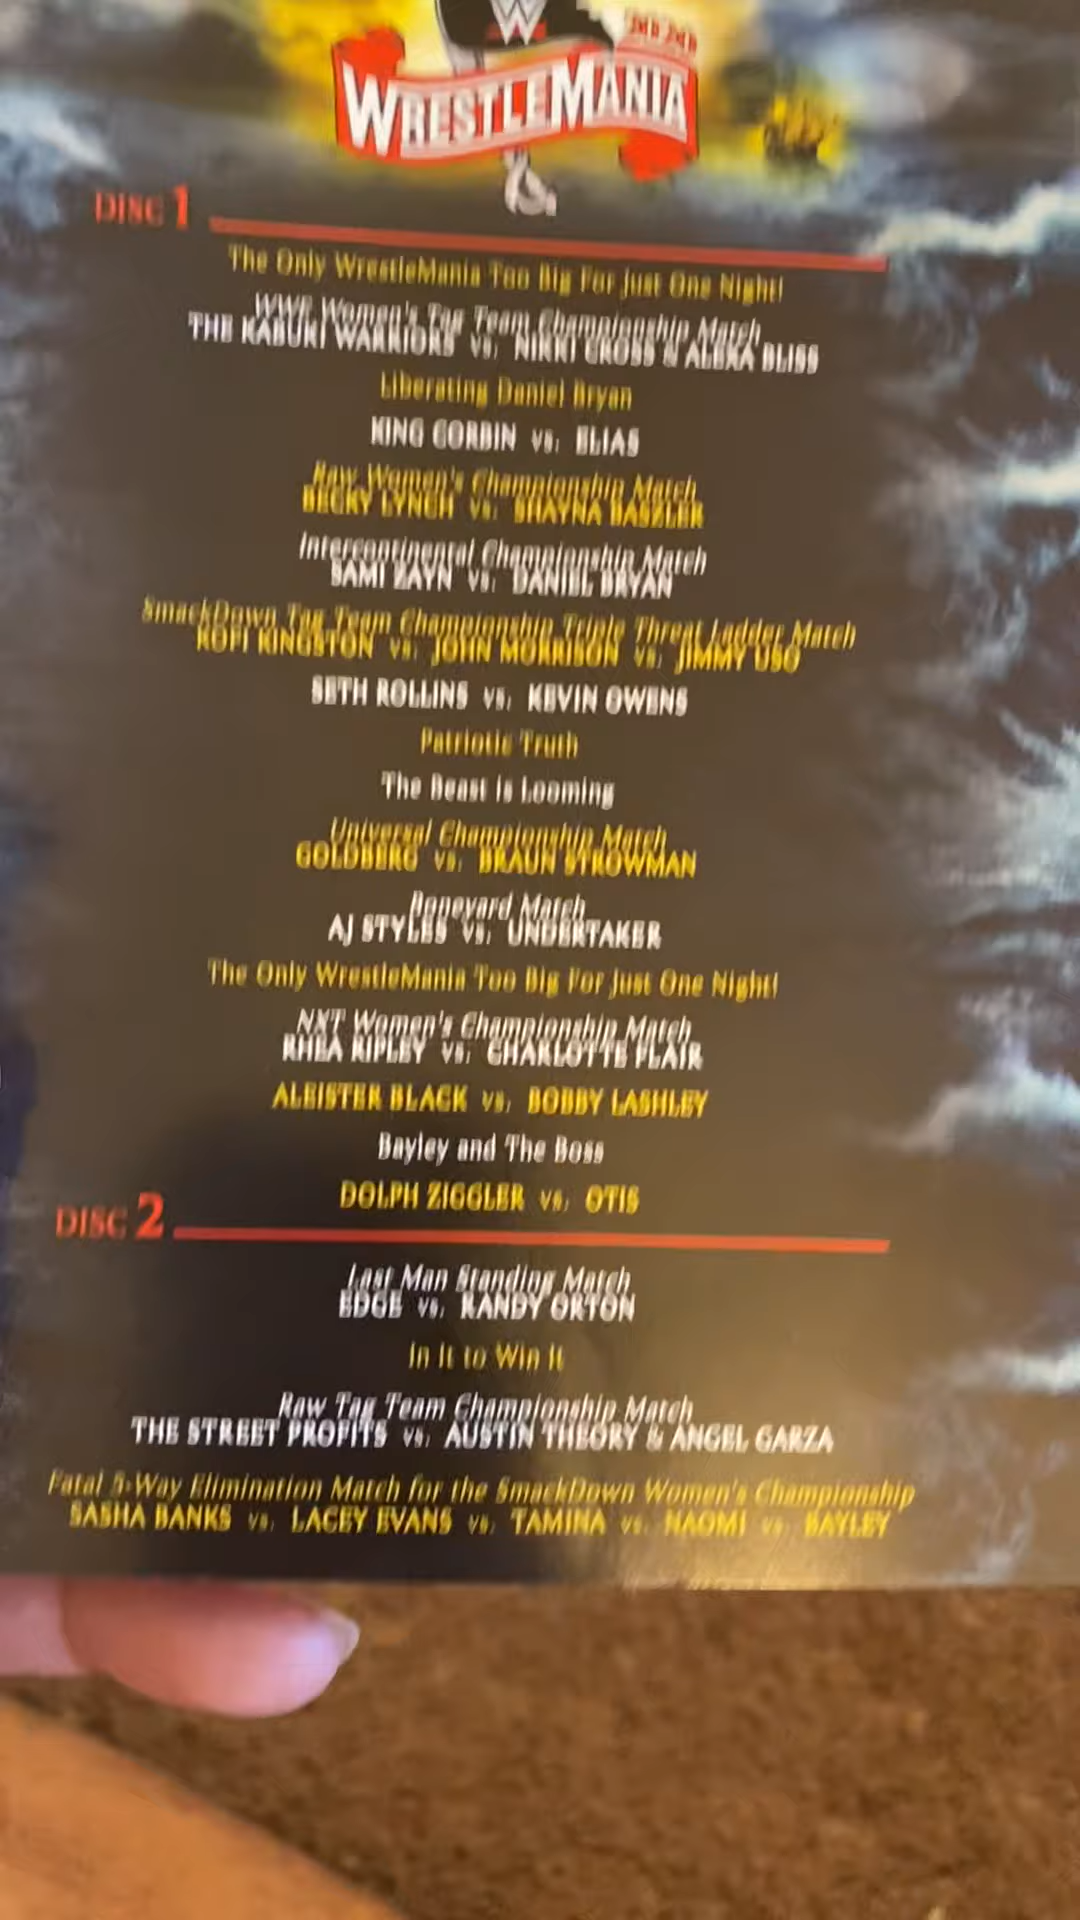 W
WRESTLEMANIA
DISC 1
The Only WrestleMania Too Big For Just One Night!
WWE Women's Tag Team Championship Match
THE KABUKI WARRIORS vs. NIKKI CROSS & ALEXA BLISS
Liberating Daniel Bryan
KING CORBIN vs. ELIAS
Raw Women's Championship Match
BECKY LYNCH vs. SHAYNA BASZLER
Intercontinental Championship Match
SAMI ZAYN vs. DANIEL BRYAN
SmackDown Tag Team Championship Triple Threat Ladder Match
KOFI KINGSTON vs. JOHN MORRISON vs. JIMMY USO
SETH ROLLINS vs. KEVIN OWENS
Patriotic Truth
The Beast is Looming
Universal Championship Match
GOLDBERG vs. BRAUN STROWMAN
Boneyard Match
AJ STYLES vs. UNDERTAKER
The Only WrestleMania Too Big For Just One Night!
NXT Women's Championship Match
RHEA RIPLEY vs. CHARLOTTE FLAIR
ALEISTER BLACK vs. BOBBY LASHLEY
Bayley and The Boss
DOLPH ZIGGLER vs. OTIS
DISC 2
Last Man Standing Match
EDGE vs. RANDY ORTON
In It to Win It
Raw Tag Team Championship Match
THE STREET PROFITS vs. AUSTIN THEORY & ANGEL GARZA
Fatal 5-Way Elimination Match for the SmackDown Women's Championship
SASHA BANKS vs. LACEY EVANS vs. TAMINA vs. NAOMI vs. BAYLEY